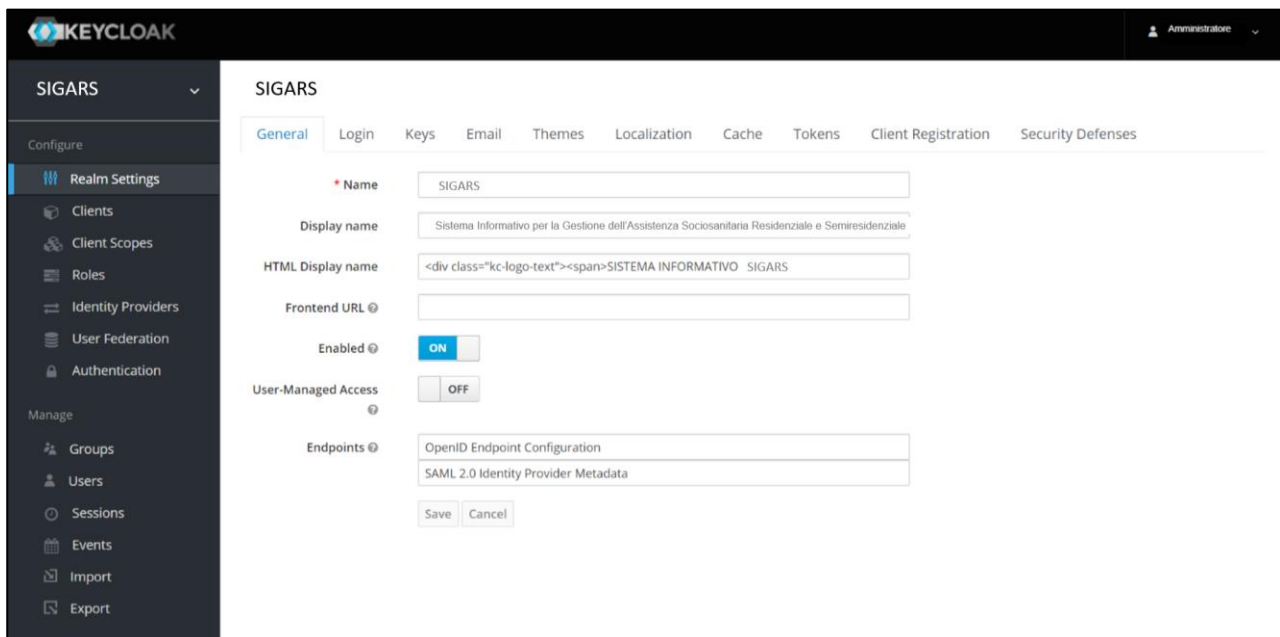 KEYCLOAK
Amministratore
SIGARS
SIGARS
General Login Keys Email Themes Localization Cache Tokens Client Registration Security Defenses
Configure
Realm Settings
Clients
Client Scopes
Roles
Identity Providers
User Federation
Authentication
Manage
Groups
Users
Sessions
Events
Import
Export
* Name SIGARS
Display name Sistema Informativo per la Gestione dell'Assistenza Sociosanitaria Residenziale e Semiresidenziale
HTML Display name <div class="kc-logo-text"><span>SISTEMA INFORMATIVO SIGARS
Frontend URL
Enabled ON
User-Managed Access OFF
Endpoints OpenID Endpoint Configuration
SAML 2.0 Identity Provider Metadata
Save Cancel